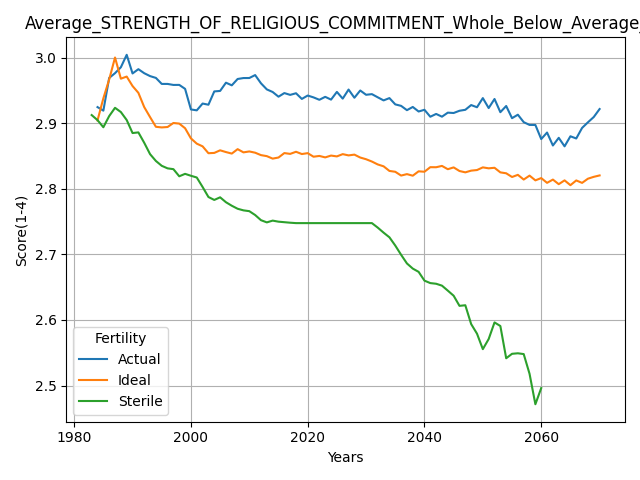 Average_STRENGTH_OF_RELIGIOUS_COMMITMENT_Whole_Below_Average_
3.0
2.9
2.8
2.7
2.6
2.5
Score(1-4)
Fertility
Actual
Ideal
Sterile
1980
2000
2020
2040
2060
Years